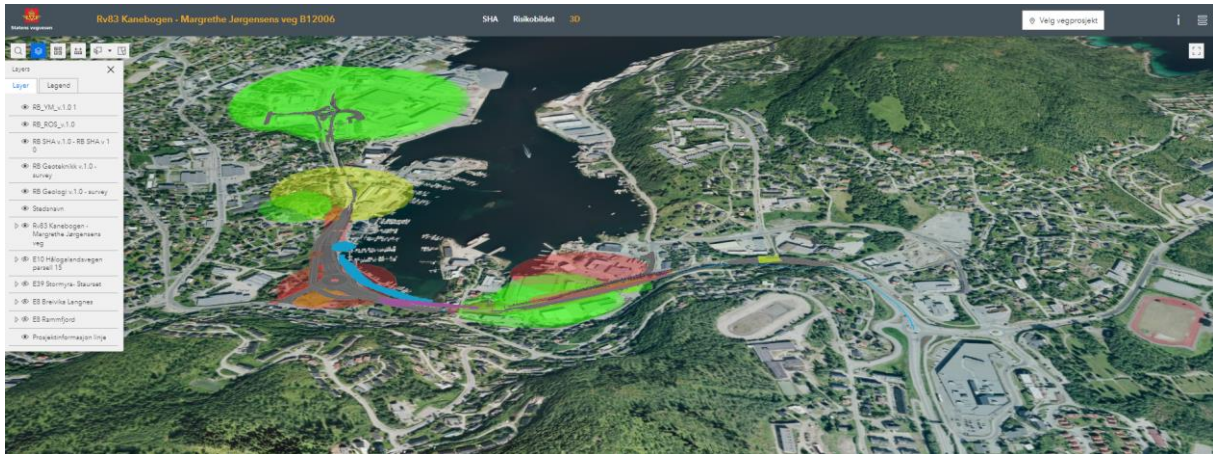 Statens vegvesen
Rv83 Kanebogen - Margrethe Jørgensens veg B12006
SHA Risikobildet 3D
Velg vegprosjekt
i
Layers
Layer Legend
RB_YM_v.1.0 1
RB_ROS_v.1.0
RB SHA v.1.0 - RB SHA v 1
0
RB Geoteknikk v.1.0 -
survey
RB Geologi v.1.0 - survey
Stedsnavn
Rv83 Kanebogen -
Margrethe Jørgensens
veg
E10 Hålogalandsvegen
parsell 15
E39 Stormyra- Stauset
E8 Breivika Langnes
E8 Ramfjord
Prosjektinformasjon linje